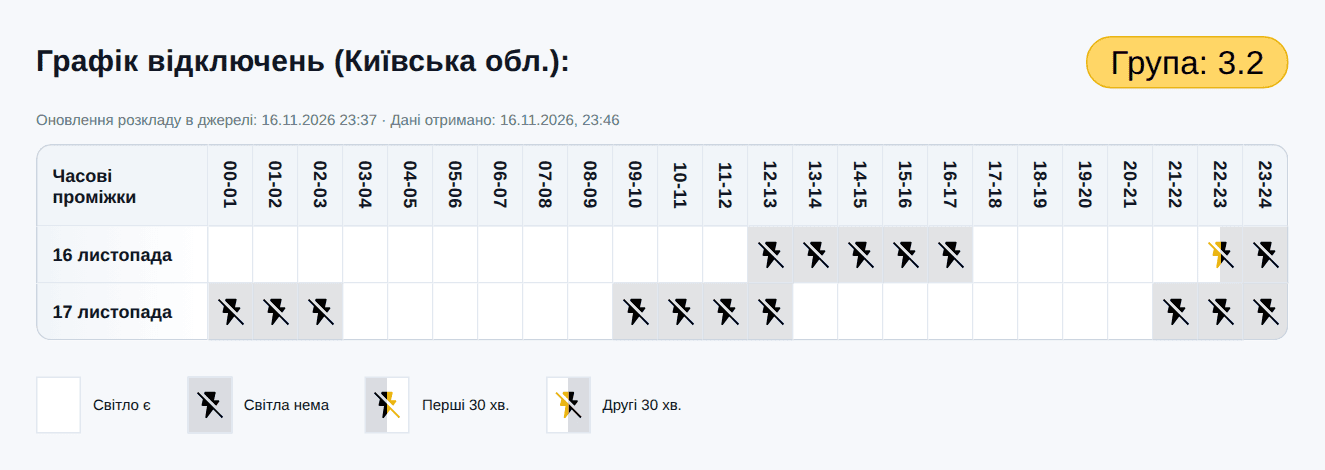 Графік відключень (Київська обл.):
Група: 3.2
Оновлення розкладу в джерелі: 16.11.2026 23:37 · Дані отримано: 16.11.2026, 23:46
Часові
проміжки
00-01
01-02
02-03
03-04
04-05
05-06
06-07
07-08
08-09
09-10
10-11
11-12
12-13
13-14
14-15
15-16
16-17
17-18
18-19
19-20
20-21
21-22
22-23
23-24
16 листопада
17 листопада
Світло є
Світла нема
Перші 30 хв.
Другі 30 хв.